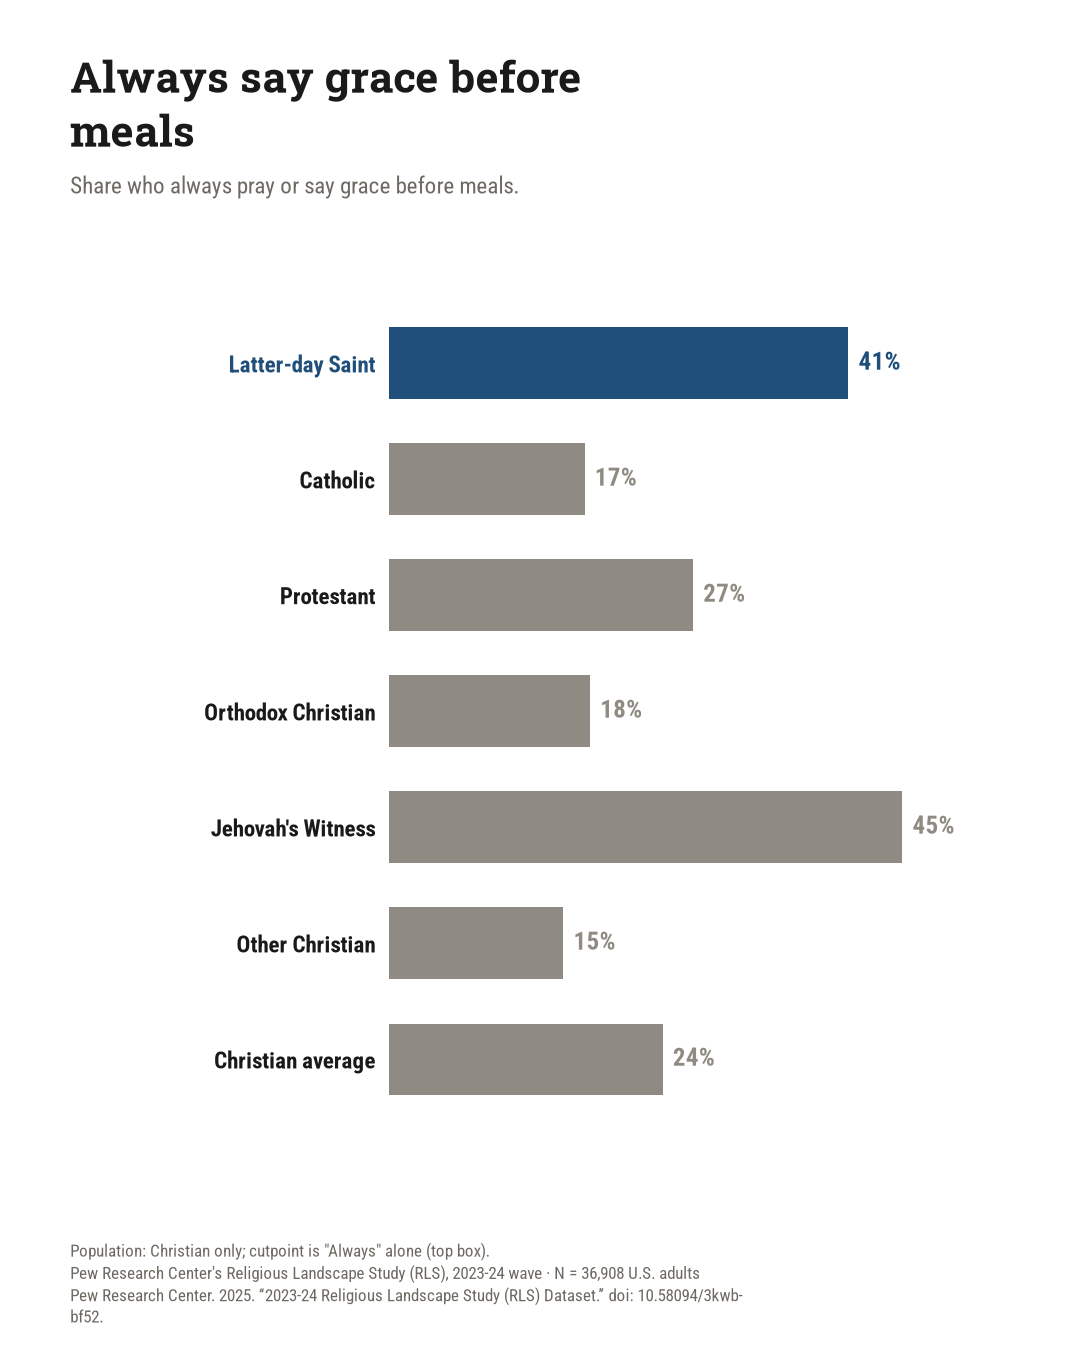 Always say grace before
meals
Share who always pray or say grace before meals.
Latter-day Saint 41%
Catholic 17%
Protestant 27%
Orthodox Christian 18%
Jehovah's Witness 45%
Other Christian 15%
Christian average 24%
Population: Christian only; cutpoint is "Always" alone (top box).
Pew Research Center's Religious Landscape Study (RLS), 2023-24 wave · N = 36,908 U.S. adults
Pew Research Center. 2025. “2023-24 Religious Landscape Study (RLS) Dataset.” doi: 10.58094/3kwb-
bf52.